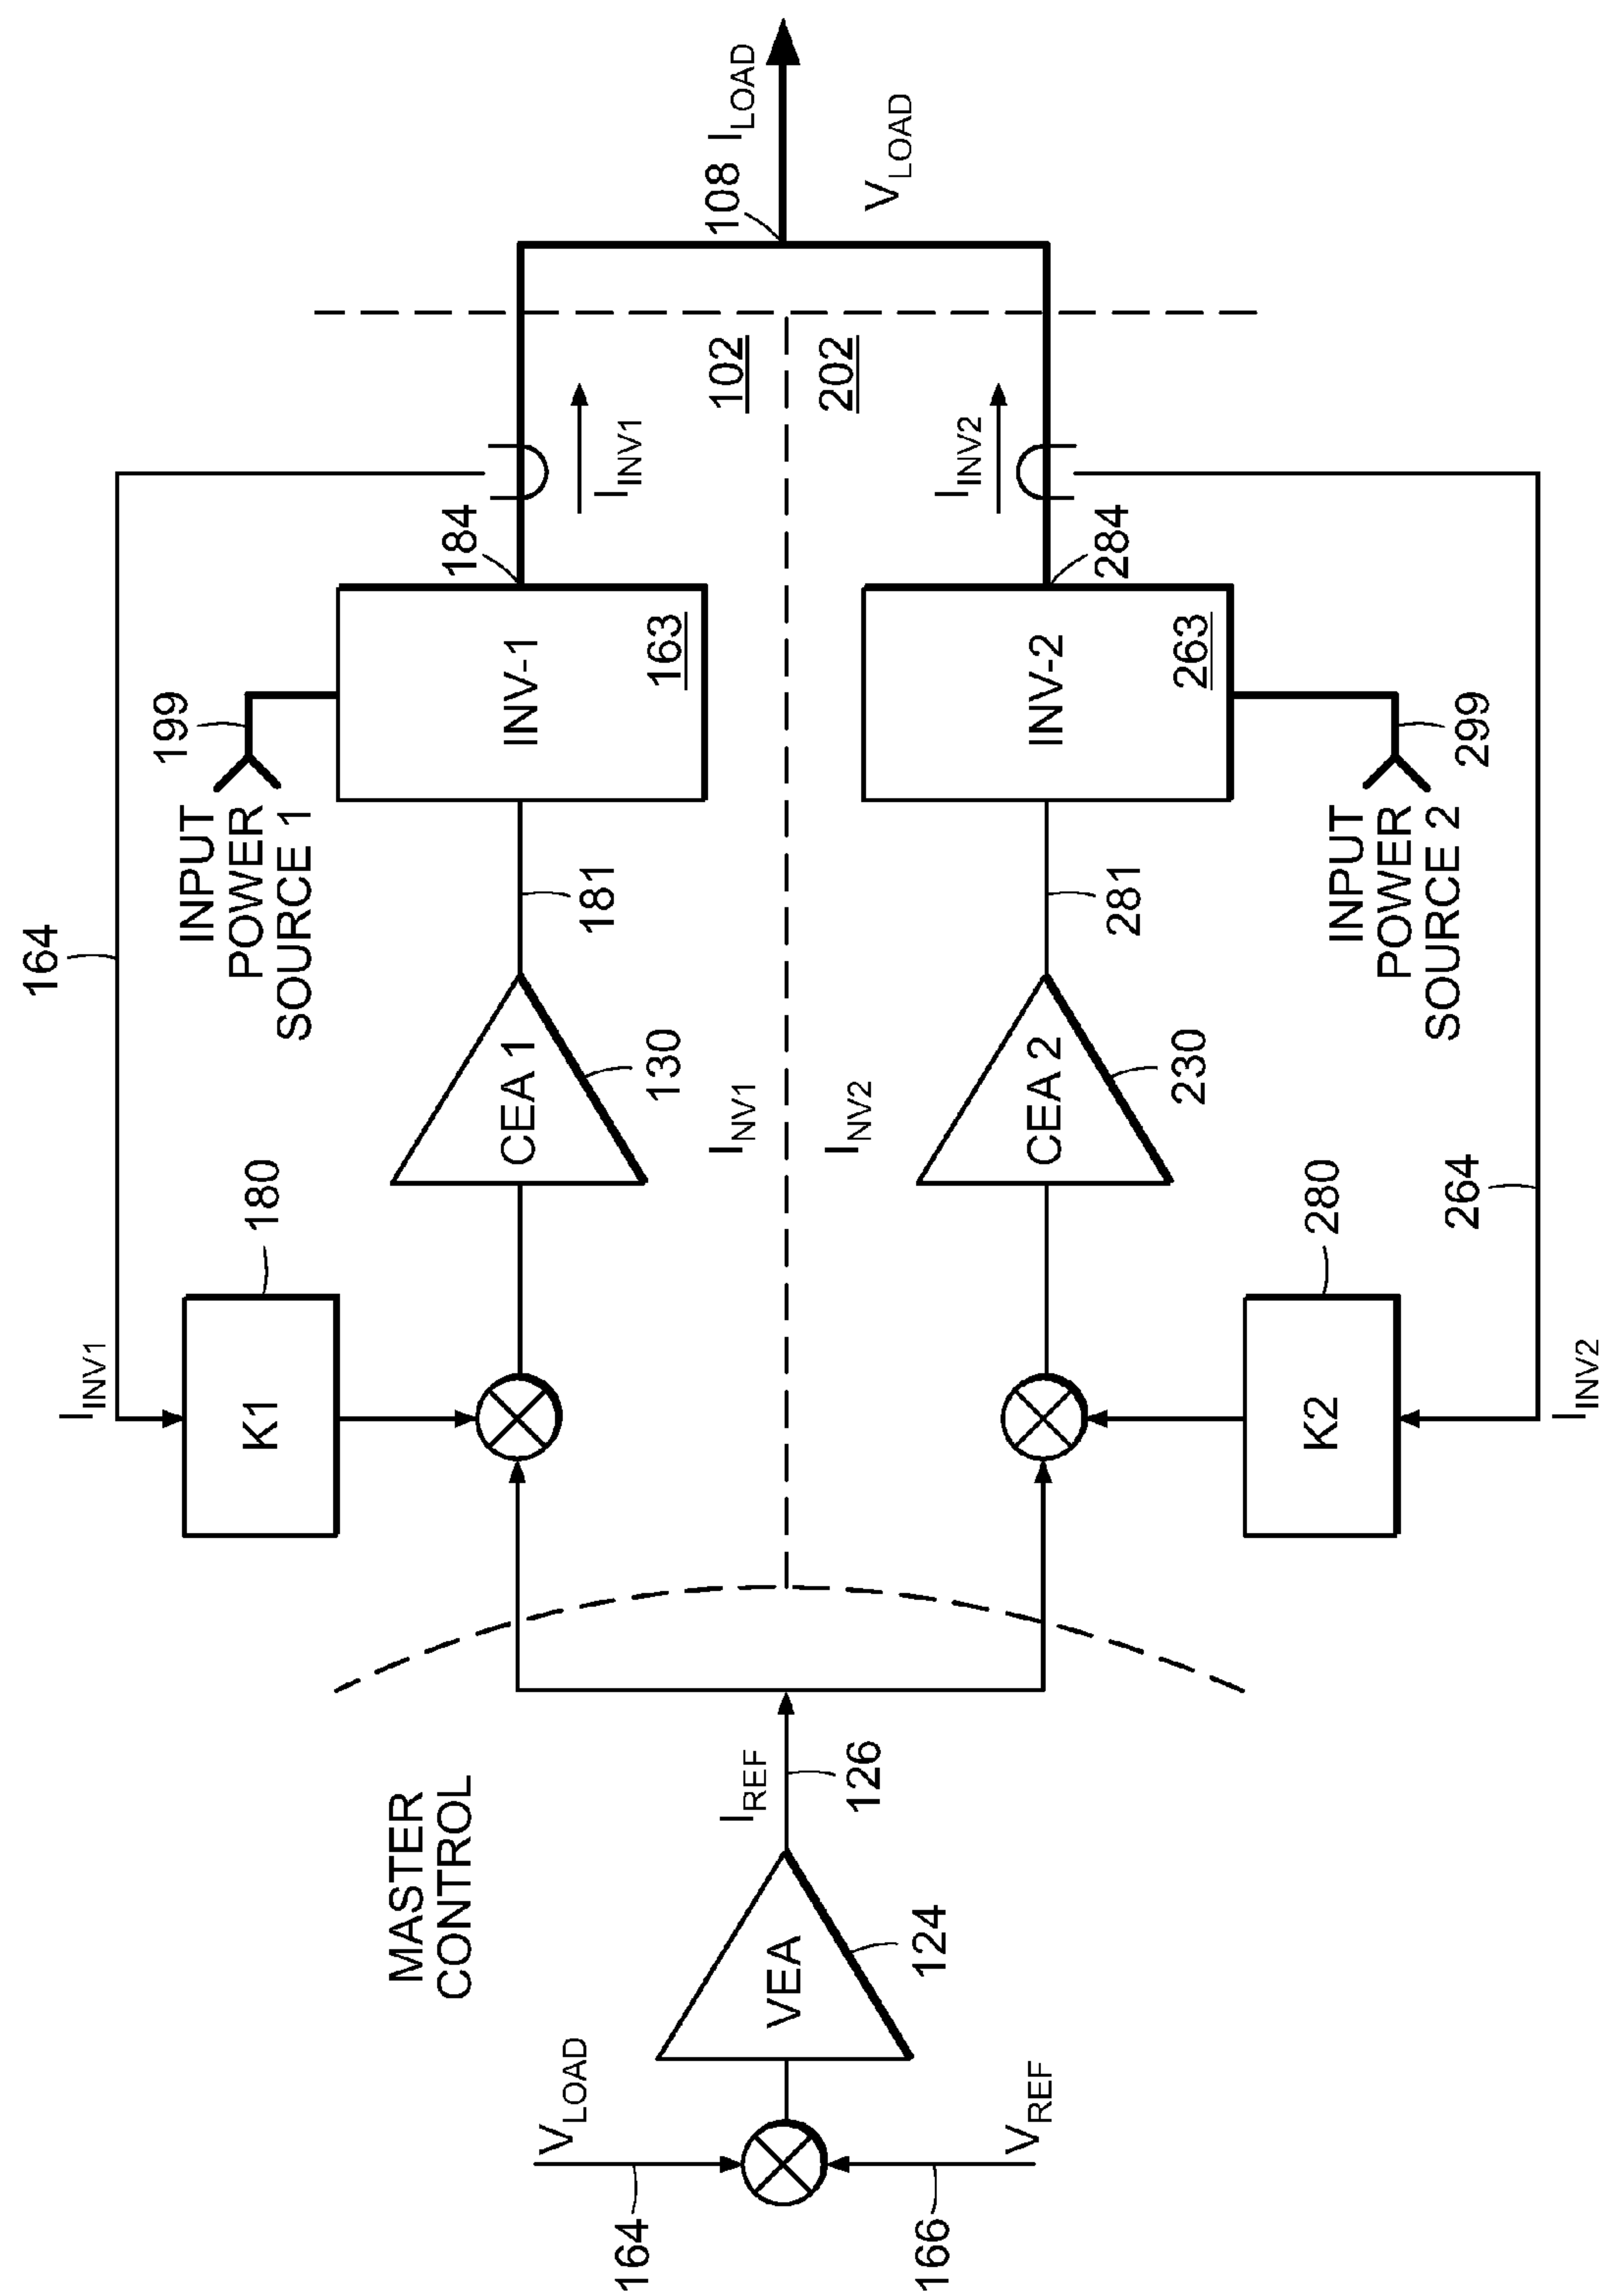 164
I_INV1
K1
180
INPUT
POWER
SOURCE 1
199
MASTER
CONTROL
CEA 1
130
181
INV-1
163
184
I_INV1
102
I_NV1
V_LOAD
164
VEA
124
I_REF
126
166
V_REF
108
I_LOAD
V_LOAD
I_NV2
202
I_INV2
CEA 2
230
281
INV-2
263
284
K2
280
INPUT
POWER
SOURCE 2
299
264
I_INV2